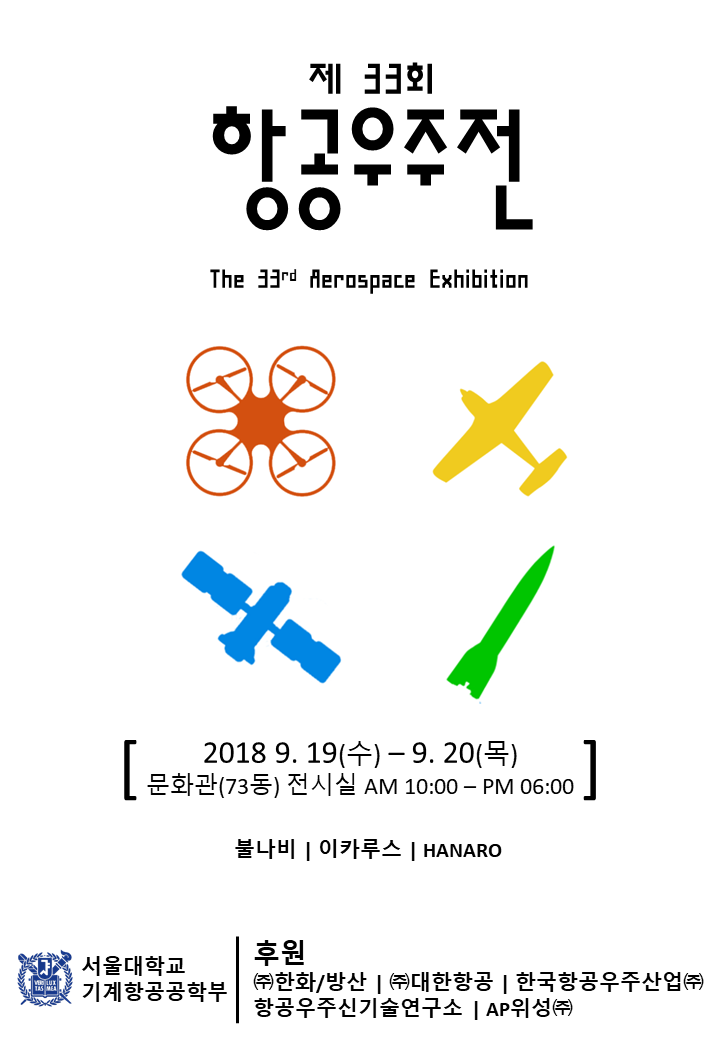 제 33회
항공우주전
The 33rd Aerospace Exhibition
[ 2018 9. 19(수) – 9. 20(목)
문화관(73동) 전시실 AM 10:00 – PM 06:00 ]
불나비 | 이카루스 | HANARO
서울대학교
기계항공공학부
후원
㈜한화/방산 | ㈜대한항공 | 한국항공우주산업㈜
항공우주신기술연구소 | AP위성㈜
VERI LUX
TAS MEA